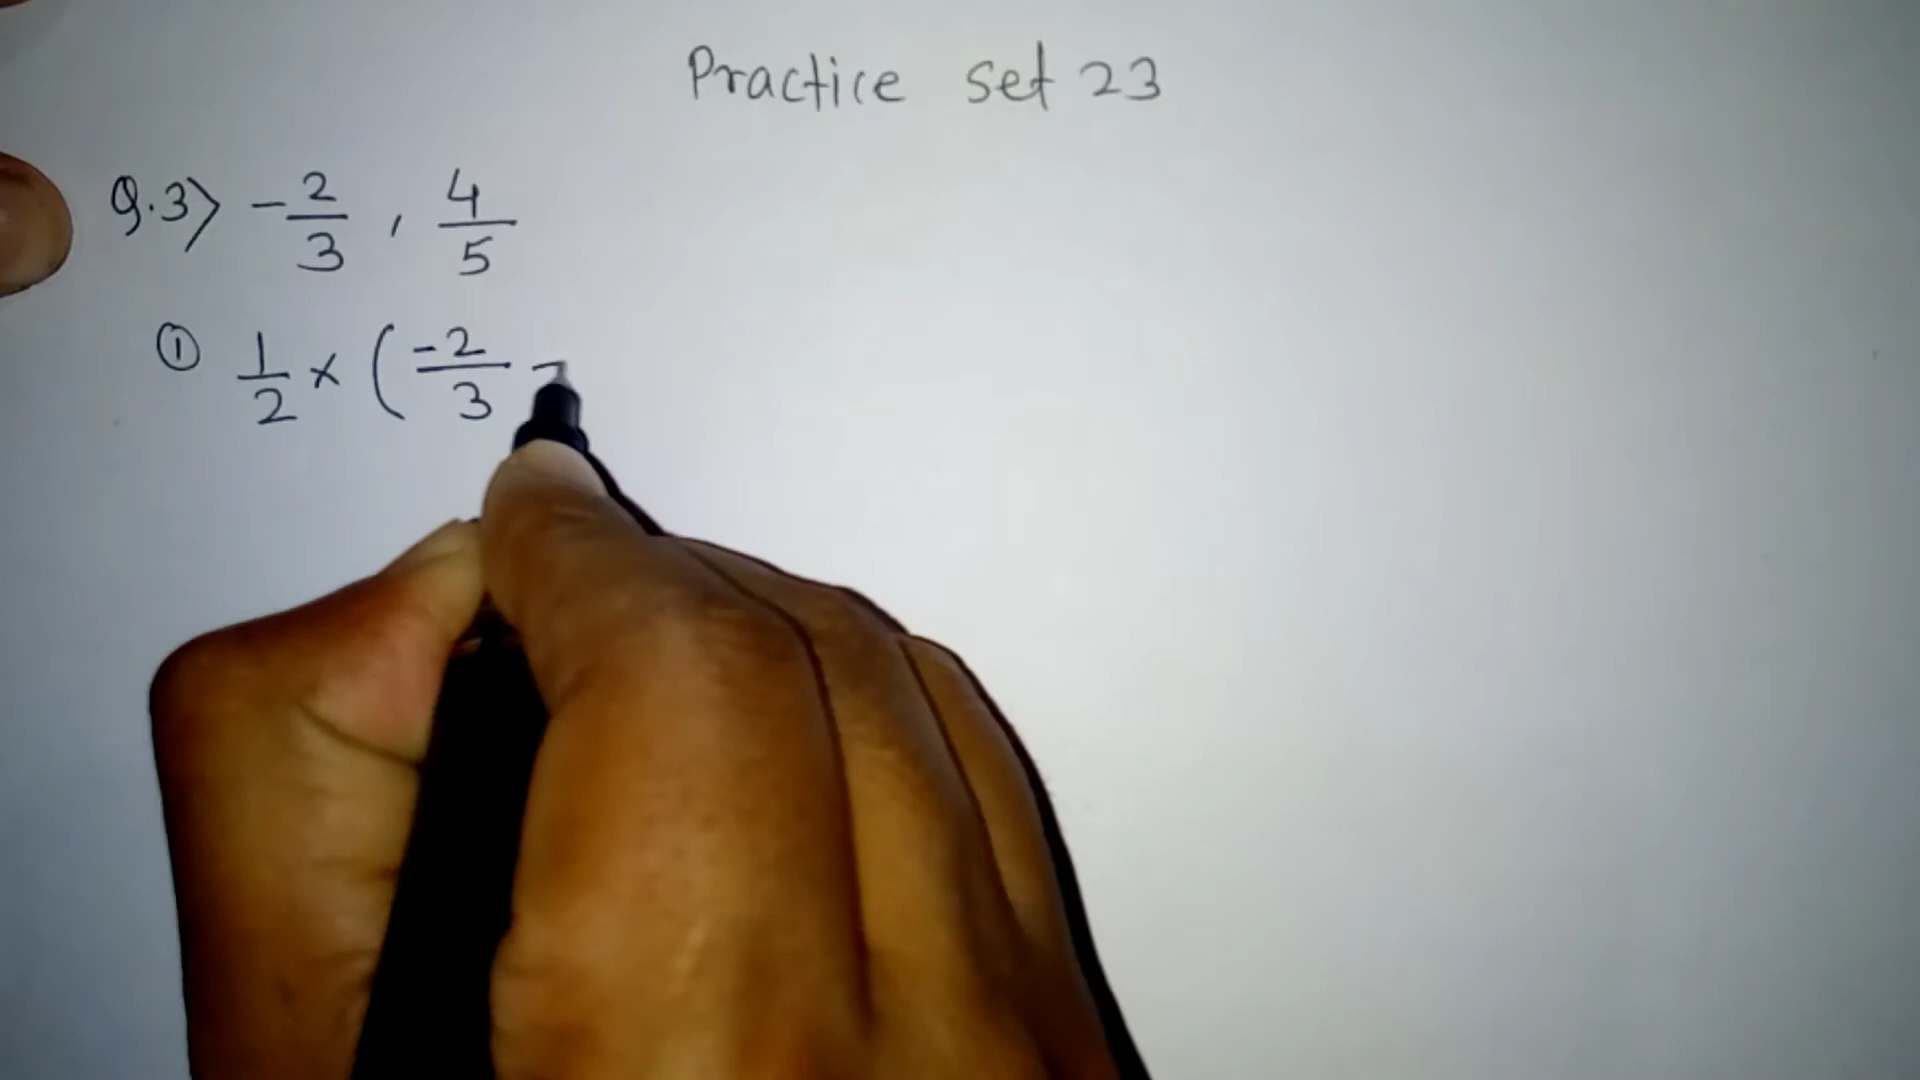 Practice set 23
Q.3> -2/3 , 4/5
① 1/2 × ( -2/3 -